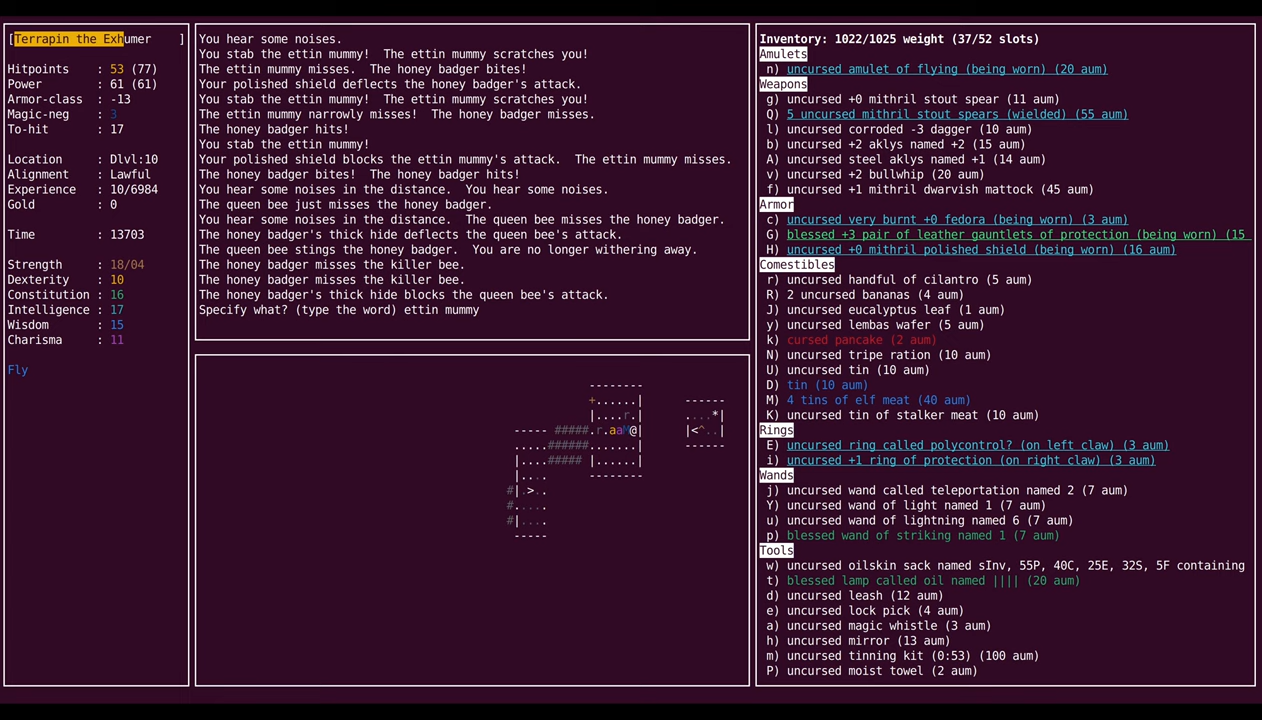 [Terrapin the Exhumer ]
Hitpoints : 53 (77)
Power : 61 (61)
Armor-class : -13
Magic-neg : 3
To-hit : 17
Location : Dlvl:10
Alignment : Lawful
Experience : 10/6984
Gold : 0
Time : 13703
Strength : 18/04
Dexterity : 10
Constitution : 16
Intelligence : 17
Wisdom : 15
Charisma : 11
Fly
You hear some noises.
You stab the ettin mummy! The ettin mummy scratches you!
The ettin mummy misses. The honey badger bites!
Your polished shield deflects the honey badger's attack.
You stab the ettin mummy! The ettin mummy scratches you!
The ettin mummy narrowly misses! The honey badger misses.
The honey badger hits!
You stab the ettin mummy!
Your polished shield blocks the ettin mummy's attack. The ettin mummy misses.
The honey badger bites! The honey badger hits!
You hear some noises in the distance. You hear some noises.
The queen bee just misses the honey badger.
You hear some noises in the distance. The queen bee misses the honey badger.
The honey badger's thick hide deflects the queen bee's attack.
The queen bee stings the honey badger. You are no longer withering away.
The honey badger misses the killer bee.
The honey badger misses the killer bee.
The honey badger's thick hide blocks the queen bee's attack.
Specify what? (type the word) ettin mummy
--------
+......| ------
|....r.| ....*|
----- #####.r.aaM@| |<^..|
.....######.......| ------
|....##### |......|
|.... --------
#|.>..
#.....
#|....
-----
Inventory: 1022/1025 weight (37/52 slots)
Amulets
n) uncursed amulet of flying (being worn) (20 aum)
Weapons
g) uncursed +0 mithril stout spear (11 aum)
Q) 5 uncursed mithril stout spears (wielded) (55 aum)
l) uncursed corroded -3 dagger (10 aum)
b) uncursed +2 aklys named +2 (15 aum)
A) uncursed steel aklys named +1 (14 aum)
v) uncursed +2 bullwhip (20 aum)
f) uncursed +1 mithril dwarvish mattock (45 aum)
Armor
c) uncursed very burnt +0 fedora (being worn) (3 aum)
G) blessed +3 pair of leather gauntlets of protection (being worn) (15
H) uncursed +0 mithril polished shield (being worn) (16 aum)
Comestibles
r) uncursed handful of cilantro (5 aum)
R) 2 uncursed bananas (4 aum)
J) uncursed eucalyptus leaf (1 aum)
y) uncursed lembas wafer (5 aum)
k) cursed pancake (2 aum)
N) uncursed tripe ration (10 aum)
U) uncursed tin (10 aum)
D) tin (10 aum)
M) 4 tins of elf meat (40 aum)
K) uncursed tin of stalker meat (10 aum)
Rings
E) uncursed ring called polycontrol? (on left claw) (3 aum)
i) uncursed +1 ring of protection (on right claw) (3 aum)
Wands
j) uncursed wand called teleportation named 2 (7 aum)
Y) uncursed wand of light named 1 (7 aum)
u) uncursed wand of lightning named 6 (7 aum)
p) blessed wand of striking named 1 (7 aum)
Tools
w) uncursed oilskin sack named sInv, 55P, 40C, 25E, 32S, 5F containing
t) blessed lamp called oil named |||| (20 aum)
d) uncursed leash (12 aum)
e) uncursed lock pick (4 aum)
a) uncursed magic whistle (3 aum)
h) uncursed mirror (13 aum)
m) uncursed tinning kit (0:53) (100 aum)
P) uncursed moist towel (2 aum)